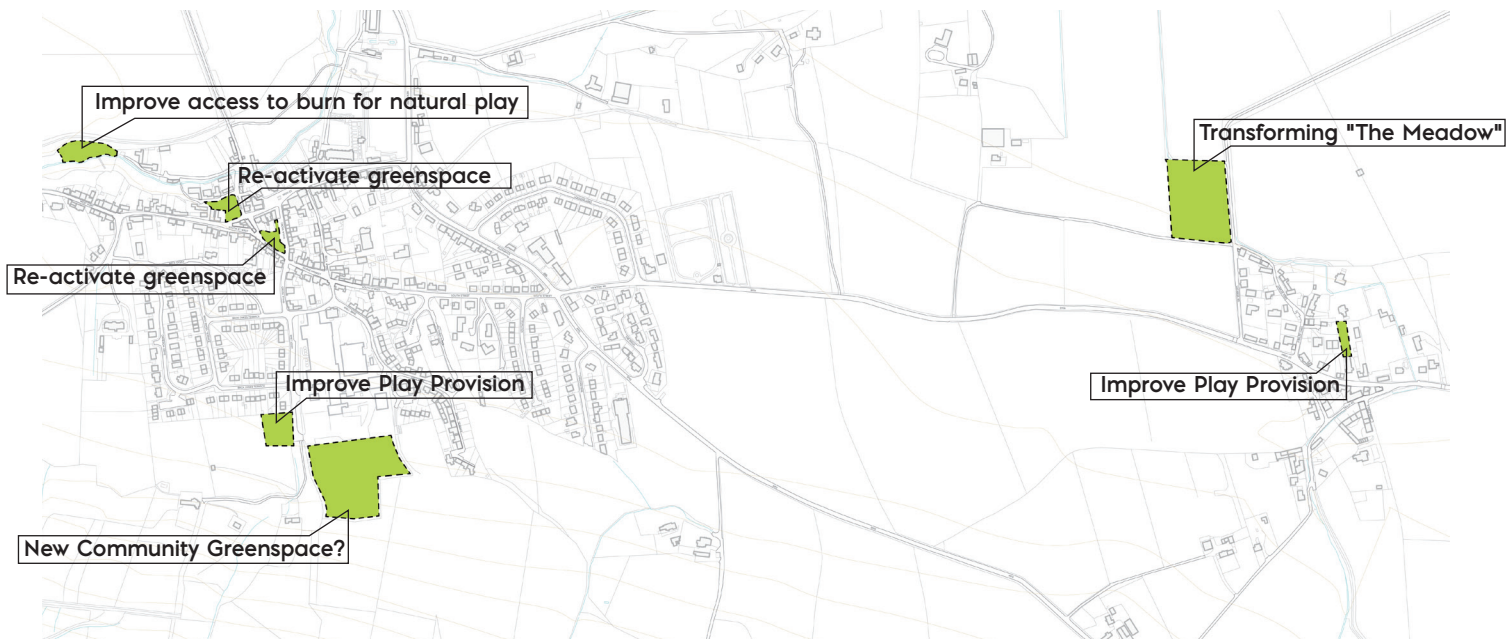 Improve access to burn for natural play
Transforming "The Meadow"
Re-activate greenspace
Re-activate greenspace
Improve Play Provision
Improve Play Provision
New Community Greenspace?